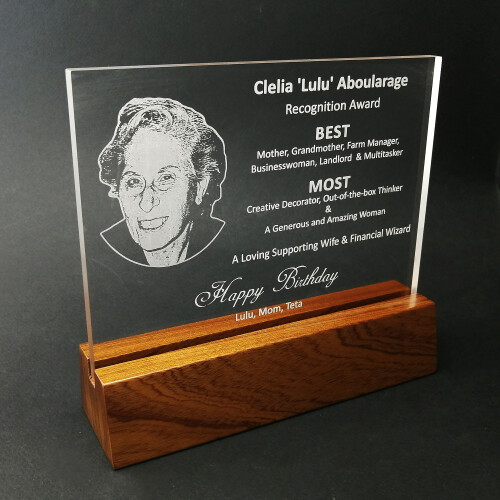 Clelia 'Lulu' Aboularage
Recognition Award
BEST
Mother, Grandmother, Farm Manager,
Businesswoman, Landlord & Multitasker
MOST
Creative Decorator, Out-of-the-box Thinker
&
A Generous and Amazing Woman
A Loving Supporting Wife & Financial Wizard
Happy Birthday
Lulu, Mom, Teta